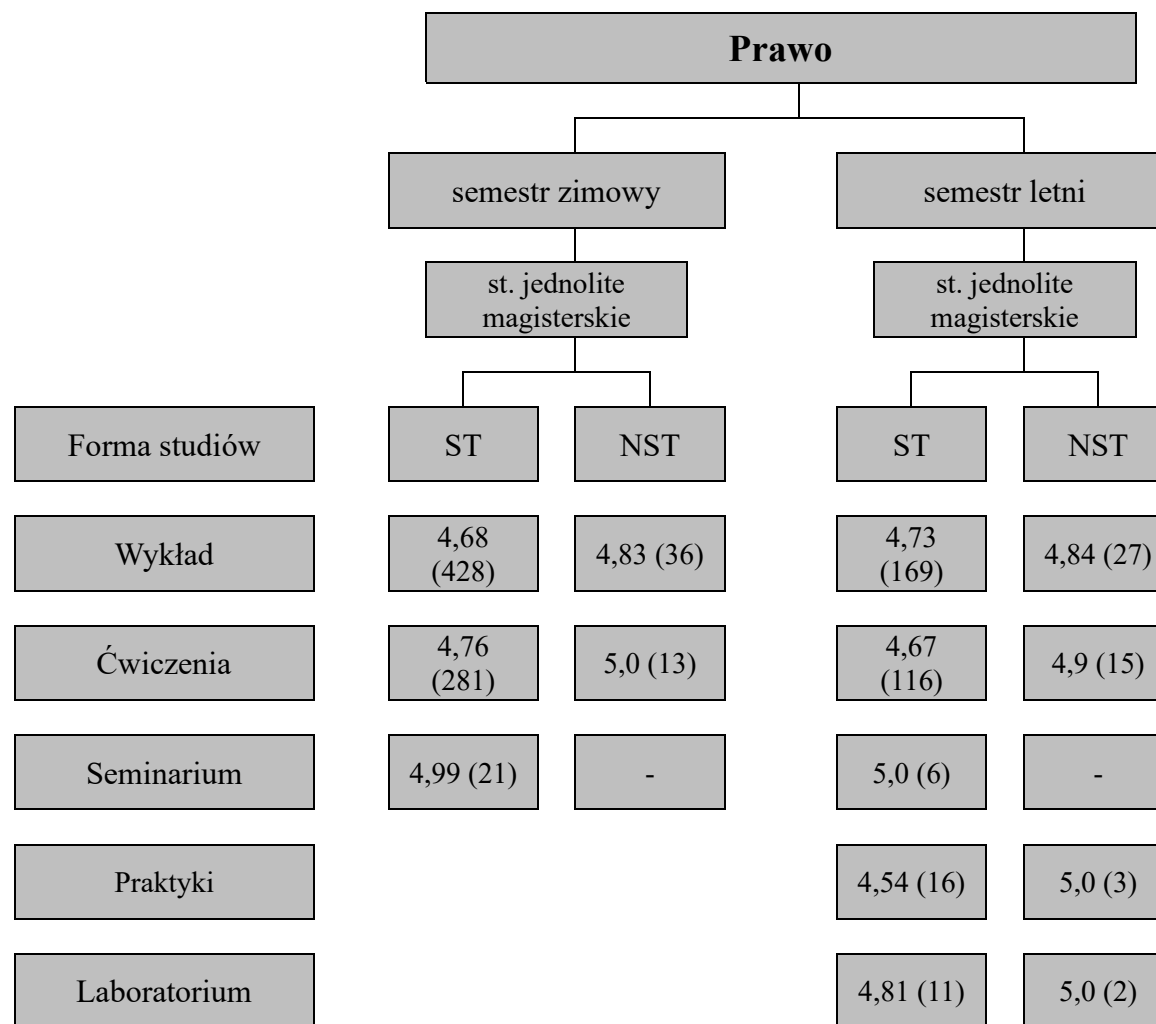 Prawo
semestr zimowy
semestr letni
st. jednolite
magisterskie
st. jednolite
magisterskie
Forma studiów
ST
NST
ST
NST
Wykład
4,68
(428)
4,83 (36)
4,73
(169)
4,84 (27)
Ćwiczenia
4,76
(281)
5,0 (13)
4,67
(116)
4,9 (15)
Seminarium
4,99 (21)
-
5,0 (6)
-
Praktyki
4,54 (16)
5,0 (3)
Laboratorium
4,81 (11)
5,0 (2)